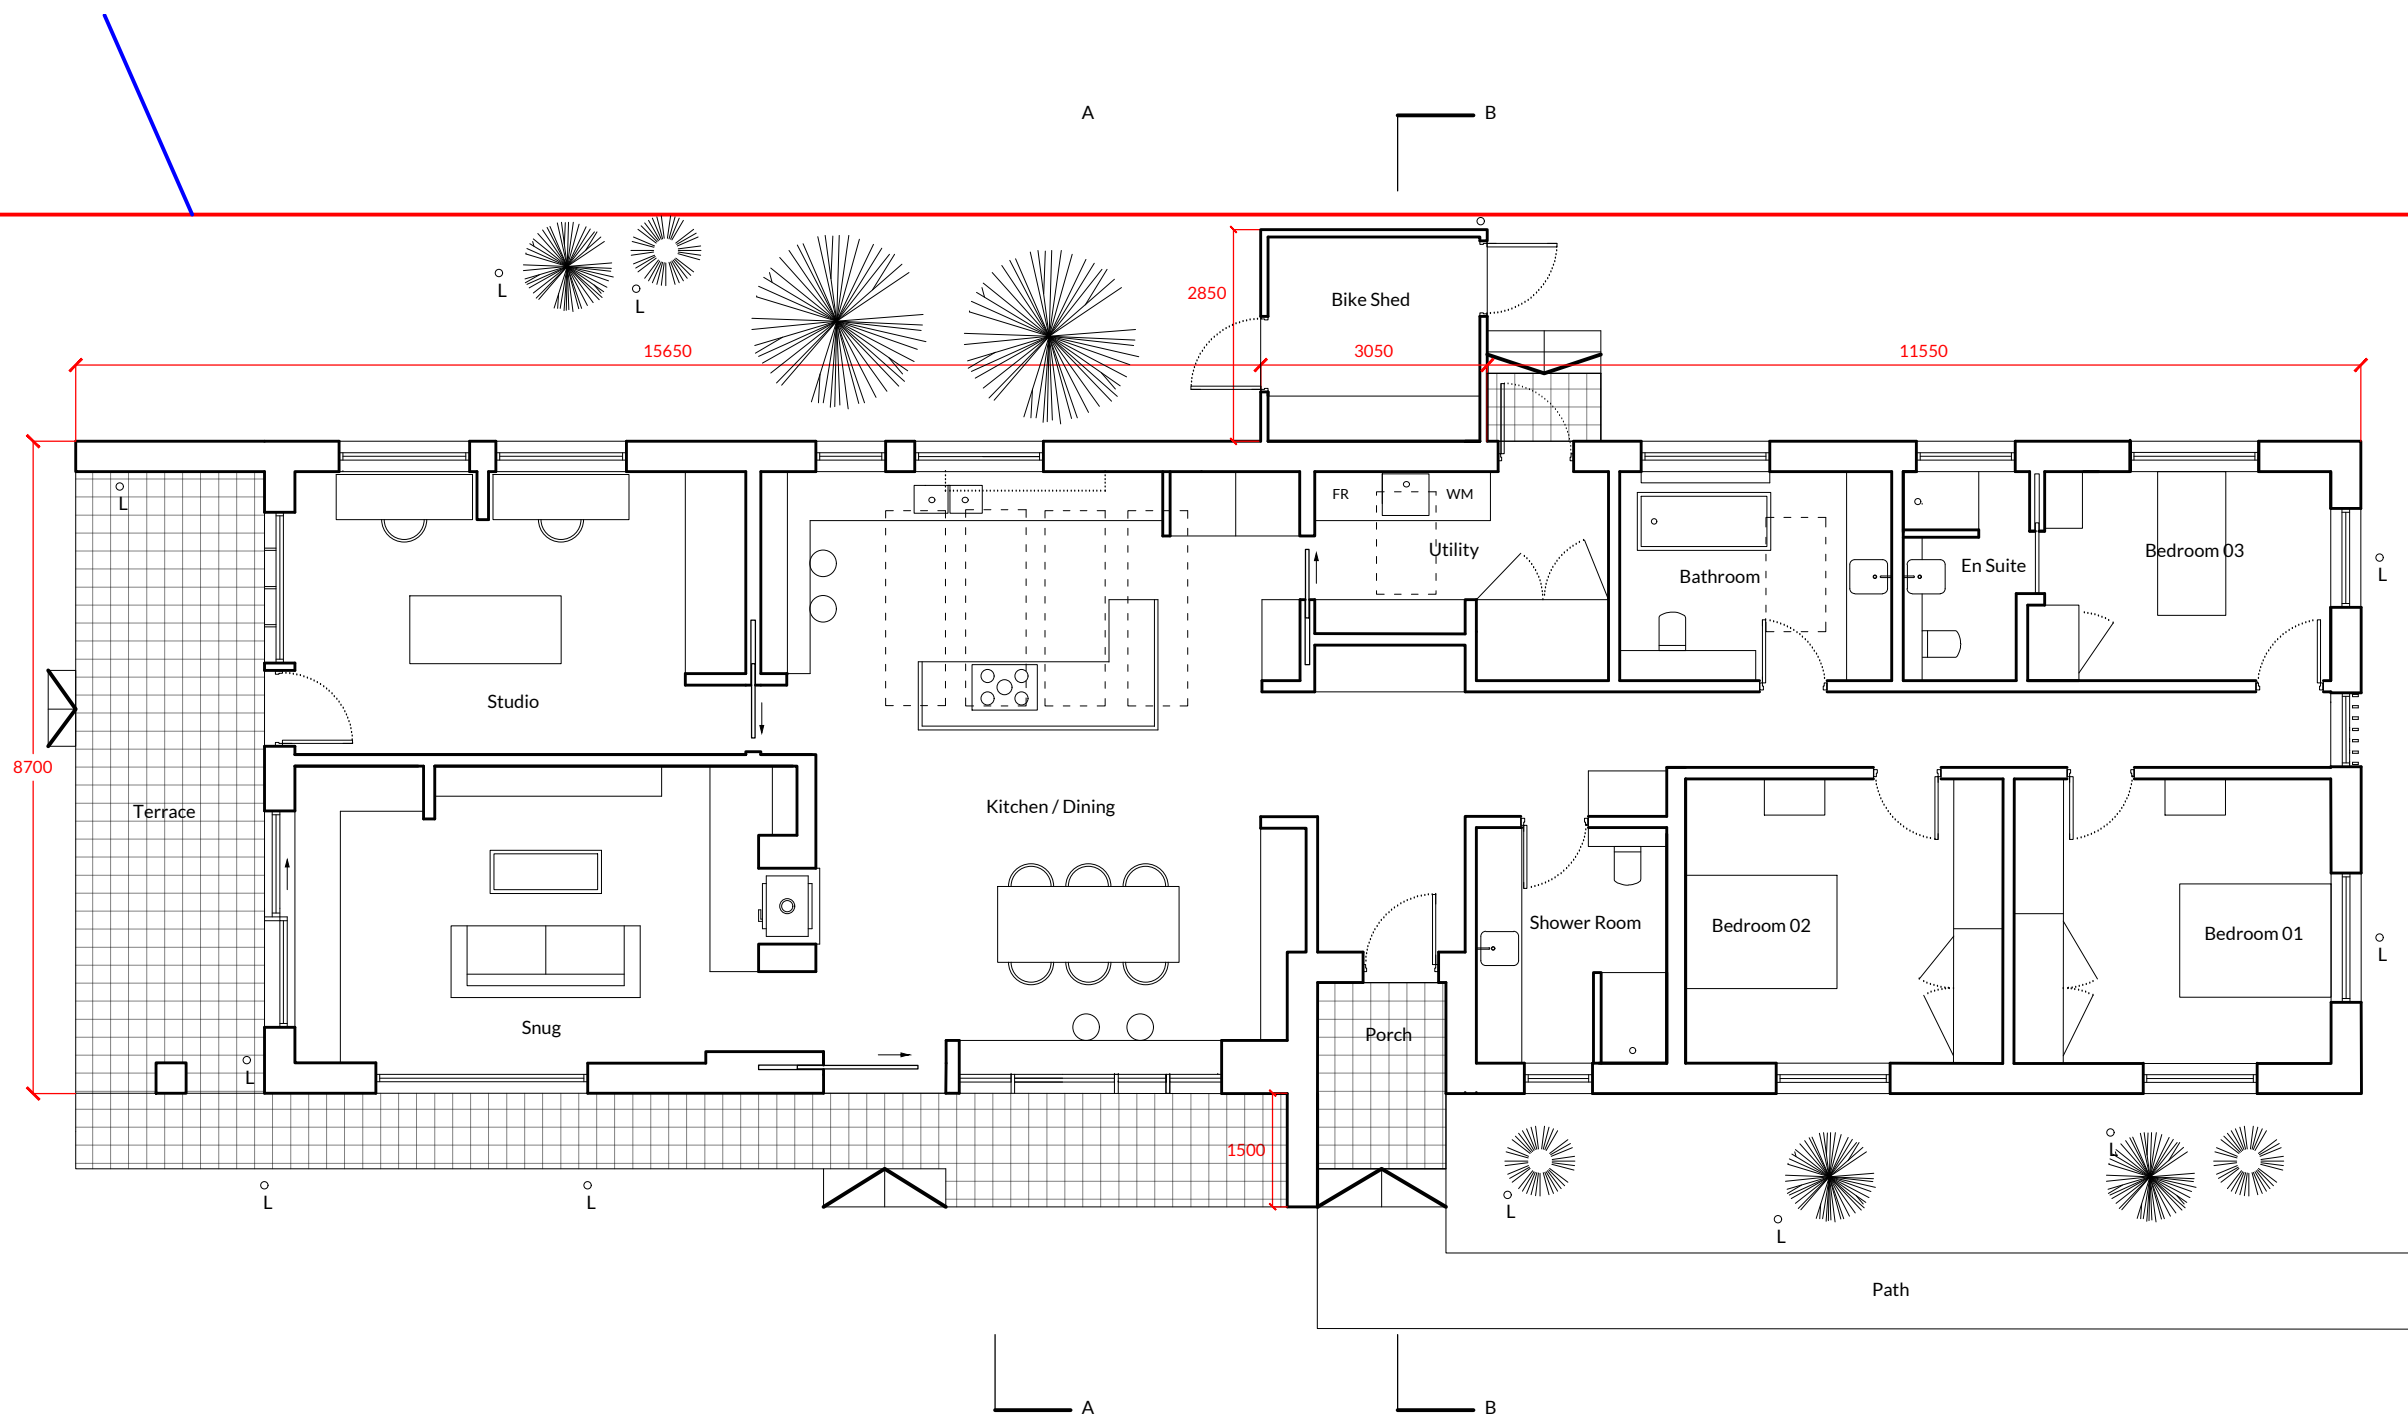 A
B
L
L
2850
Bike Shed
15650
3050
11550
L
FR
WM
Utility
Bathroom
En Suite
Bedroom 03
L
Studio
8700
Terrace
Kitchen / Dining
Shower Room
Bedroom 02
Bedroom 01
L
Snug
Porch
L
1500
L
L
L
L
L
Path
A
B